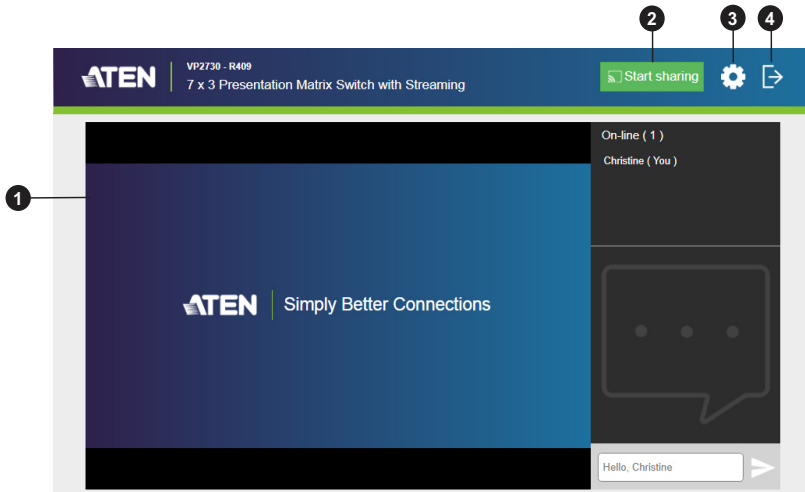 2
3
4
ATEN
VP2730 - R409
7 x 3 Presentation Matrix Switch with Streaming
Start sharing
1
On-line ( 1 )
Christine ( You )
ATEN
Simply Better Connections
Hello, Christine